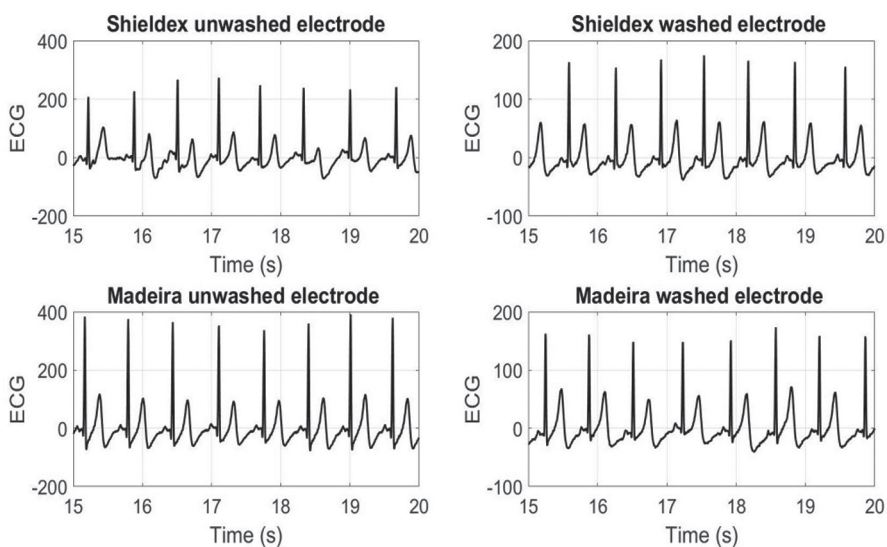 Shieldex unwashed electrode
400
200
0
-200
ECG
15 16 17 18 19 20
Time (s)
Shieldex washed electrode
200
100
0
-100
ECG
15 16 17 18 19 20
Time (s)
Madeira unwashed electrode
400
200
0
-200
ECG
15 16 17 18 19 20
Time (s)
Madeira washed electrode
200
100
0
-100
ECG
15 16 17 18 19 20
Time (s)